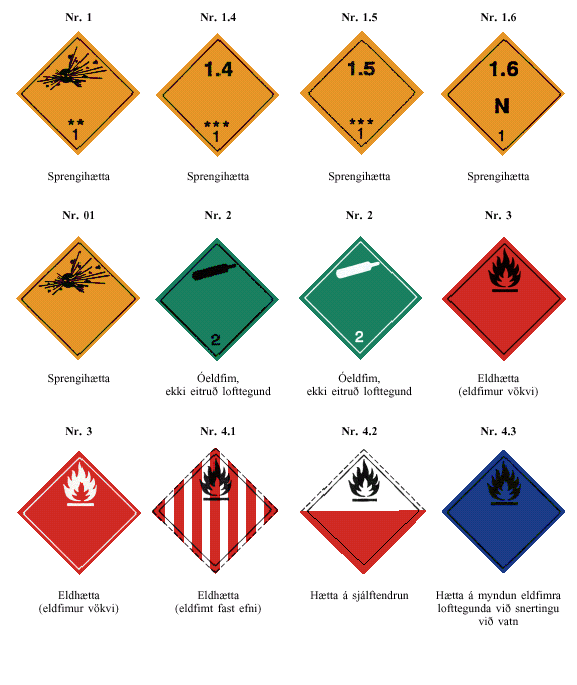 Nr. 1 Nr. 1.4 Nr. 1.5 Nr. 1.6
1.4 1.5 1.6
N
** *** ***
1 1 1 1
Sprengihætta Sprengihætta Sprengihætta Sprengihætta
Nr. 01 Nr. 2 Nr. 2 Nr. 3
2 2
Sprengihætta Óeldfim, Óeldfim, Eldhætta
ekki eitruð lofttegund ekki eitruð lofttegund (eldfimur vökvi)
Nr. 3 Nr. 4.1 Nr. 4.2 Nr. 4.3
Eldhætta Eldhætta Hætta á sjálftendrun Hætta á myndun eldfimra
(eldfimur vökvi) (eldfimt fast efni) lofttegunda við snertingu
við vatn